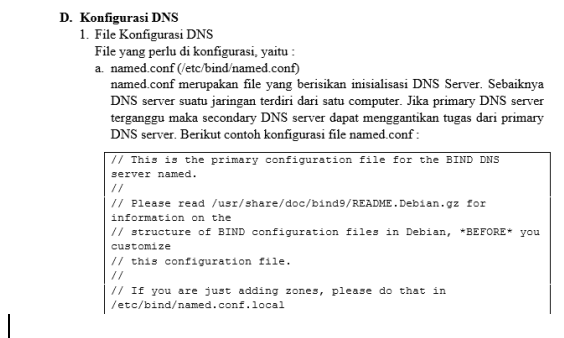 D. Konfigurasi DNS
1. File Konfigurasi DNS
File yang perlu di konfigurasi, yaitu :
a. named.conf (/etc/bind/named.conf)
named.conf merupakan file yang berisikan inisialisasi DNS Server. Sebaiknya
DNS server suatu jaringan terdiri dari satu computer. Jika primary DNS server
terganggu maka secondary DNS server dapat menggantikan tugas dari primary
DNS server. Berikut contoh konfigurasi file named.conf :
// This is the primary configuration file for the BIND DNS
server named.
//
// Please read /usr/share/doc/bind9/README.Debian.gz for
information on the
// structure of BIND configuration files in Debian, *BEFORE* you
customize
// this configuration file.
//
// If you are just adding zones, please do that in
/etc/bind/named.conf.local